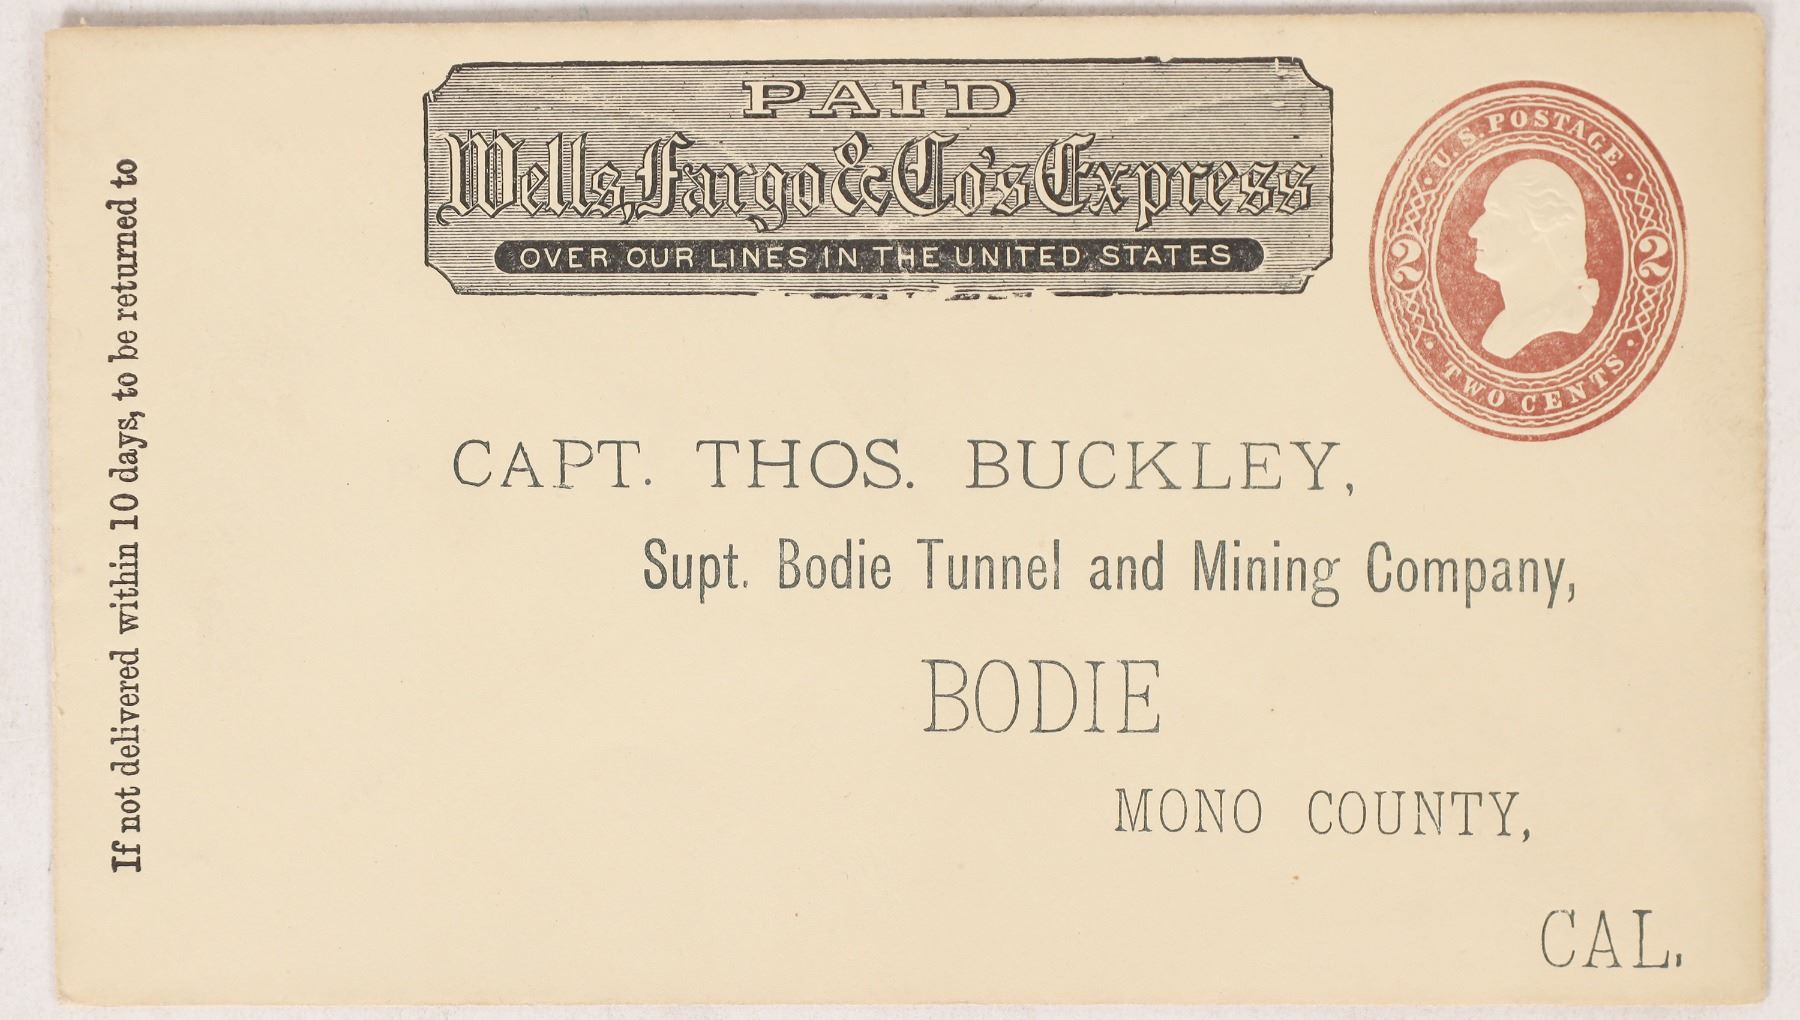 If not delivered within 10 days, to be returned to
PAID
Wells, Fargo & Co's Express
OVER OUR LINES IN THE UNITED STATES
U.S. POSTAGE
2 2
TWO CENTS
CAPT. THOS. BUCKLEY,
Supt. Bodie Tunnel and Mining Company,
BODIE
MONO COUNTY,
CAL.